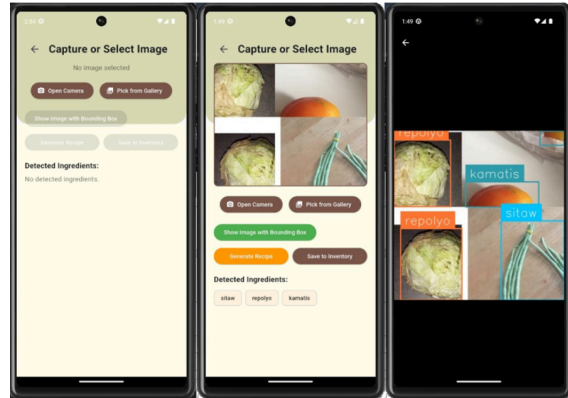 ← Capture or Select Image
No image selected
Open Camera
Pick from Gallery
Show Image with Bounding Box
Generate Recipe
Save to Inventory
Detected Ingredients:
No detected ingredients.
1:49
← Capture or Select Image
Open Camera
Pick from Gallery
Show Image with Bounding Box
Generate Recipe
Save to Inventory
Detected Ingredients:
sitaw
repolyo
kamatis
1:49
repolyo
kamatis
repolyo
sitaw